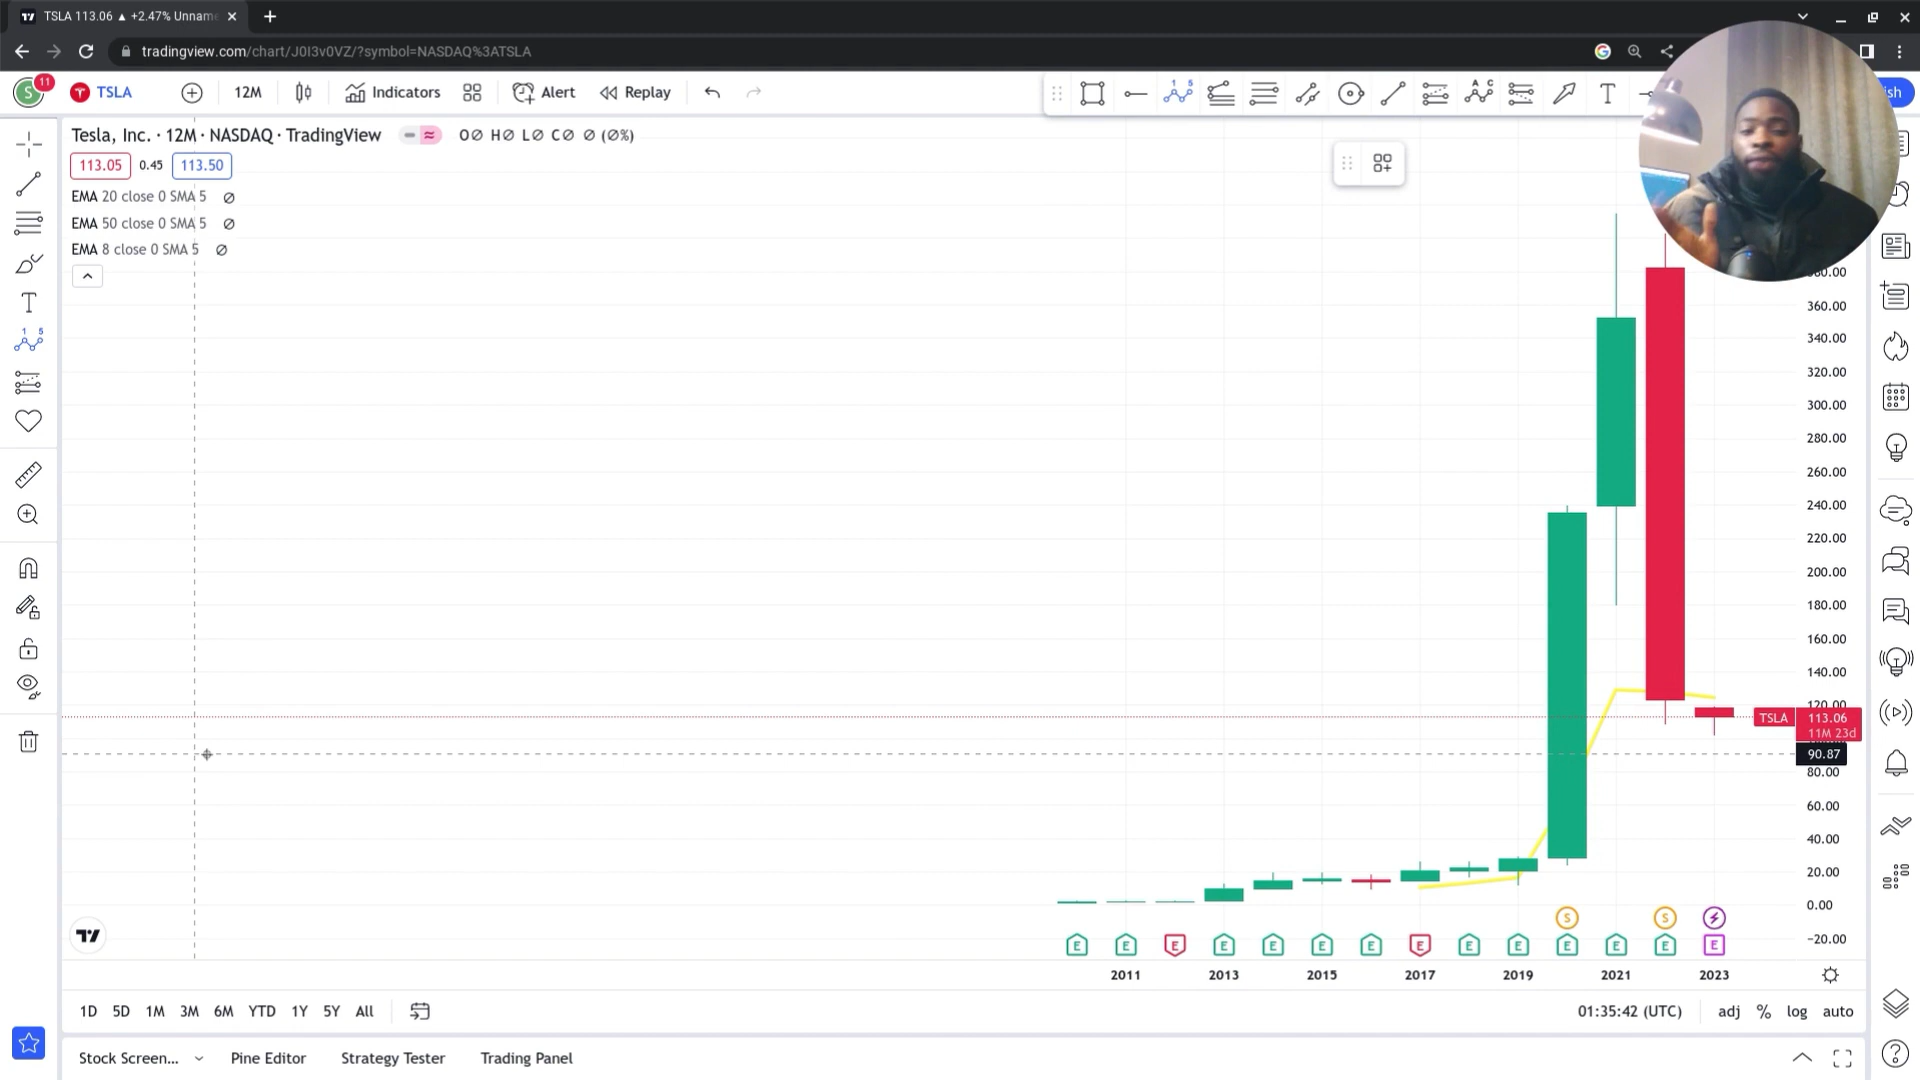 TSLA 113.06 ▲ +2.47% Unname
tradingview.com/chart/J0I3v0VZ/?symbol=NASDAQ%3ATSLA
S 11 TSLA 12M Indicators Alert Replay
Tesla, Inc. · 12M · NASDAQ · TradingView O∅ H∅ L∅ C∅ ∅ (∅%)
113.05 0.45 113.50
EMA 20 close 0 SMA 5 ∅
EMA 50 close 0 SMA 5 ∅
EMA 8 close 0 SMA 5 ∅
360.00
340.00
320.00
300.00
280.00
260.00
240.00
220.00
200.00
180.00
160.00
140.00
120.00
TSLA 113.06
11M 23d
90.87
80.00
60.00
40.00
20.00
0.00
−20.00
S S
E E E E E E E E E E E E E E
2011 2013 2015 2017 2019 2021 2023
1D 5D 1M 3M 6M YTD 1Y 5Y All 01:35:42 (UTC) adj % log auto
Stock Screen... Pine Editor Strategy Tester Trading Panel